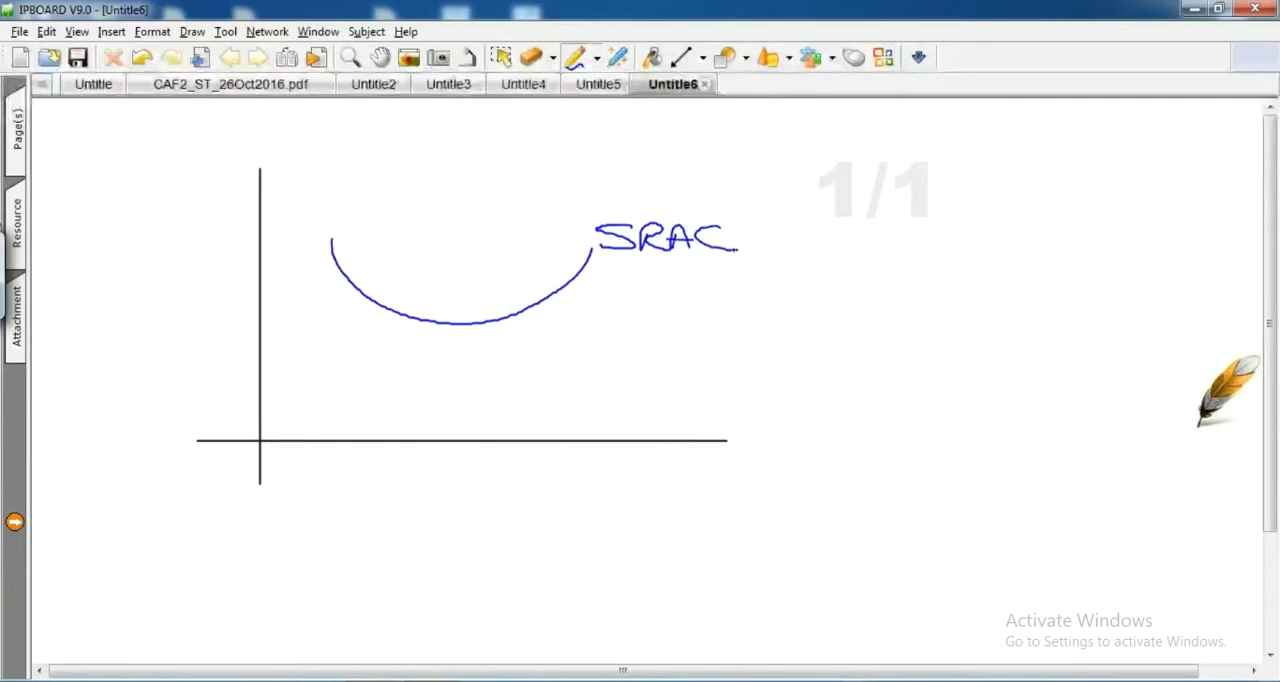 IPBOARD V9.0 - [Untitle6]
File Edit View Insert Format Draw Tool Network Window Subject Help
Untitle CAF2_ST_26Oct2016.pdf Untitle2 Untitle3 Untitle4 Untitle5 Untitle6
Page(s)
Resource
Attachment
1/1
SRAC
Activate Windows
Go to Settings to activate Windows.